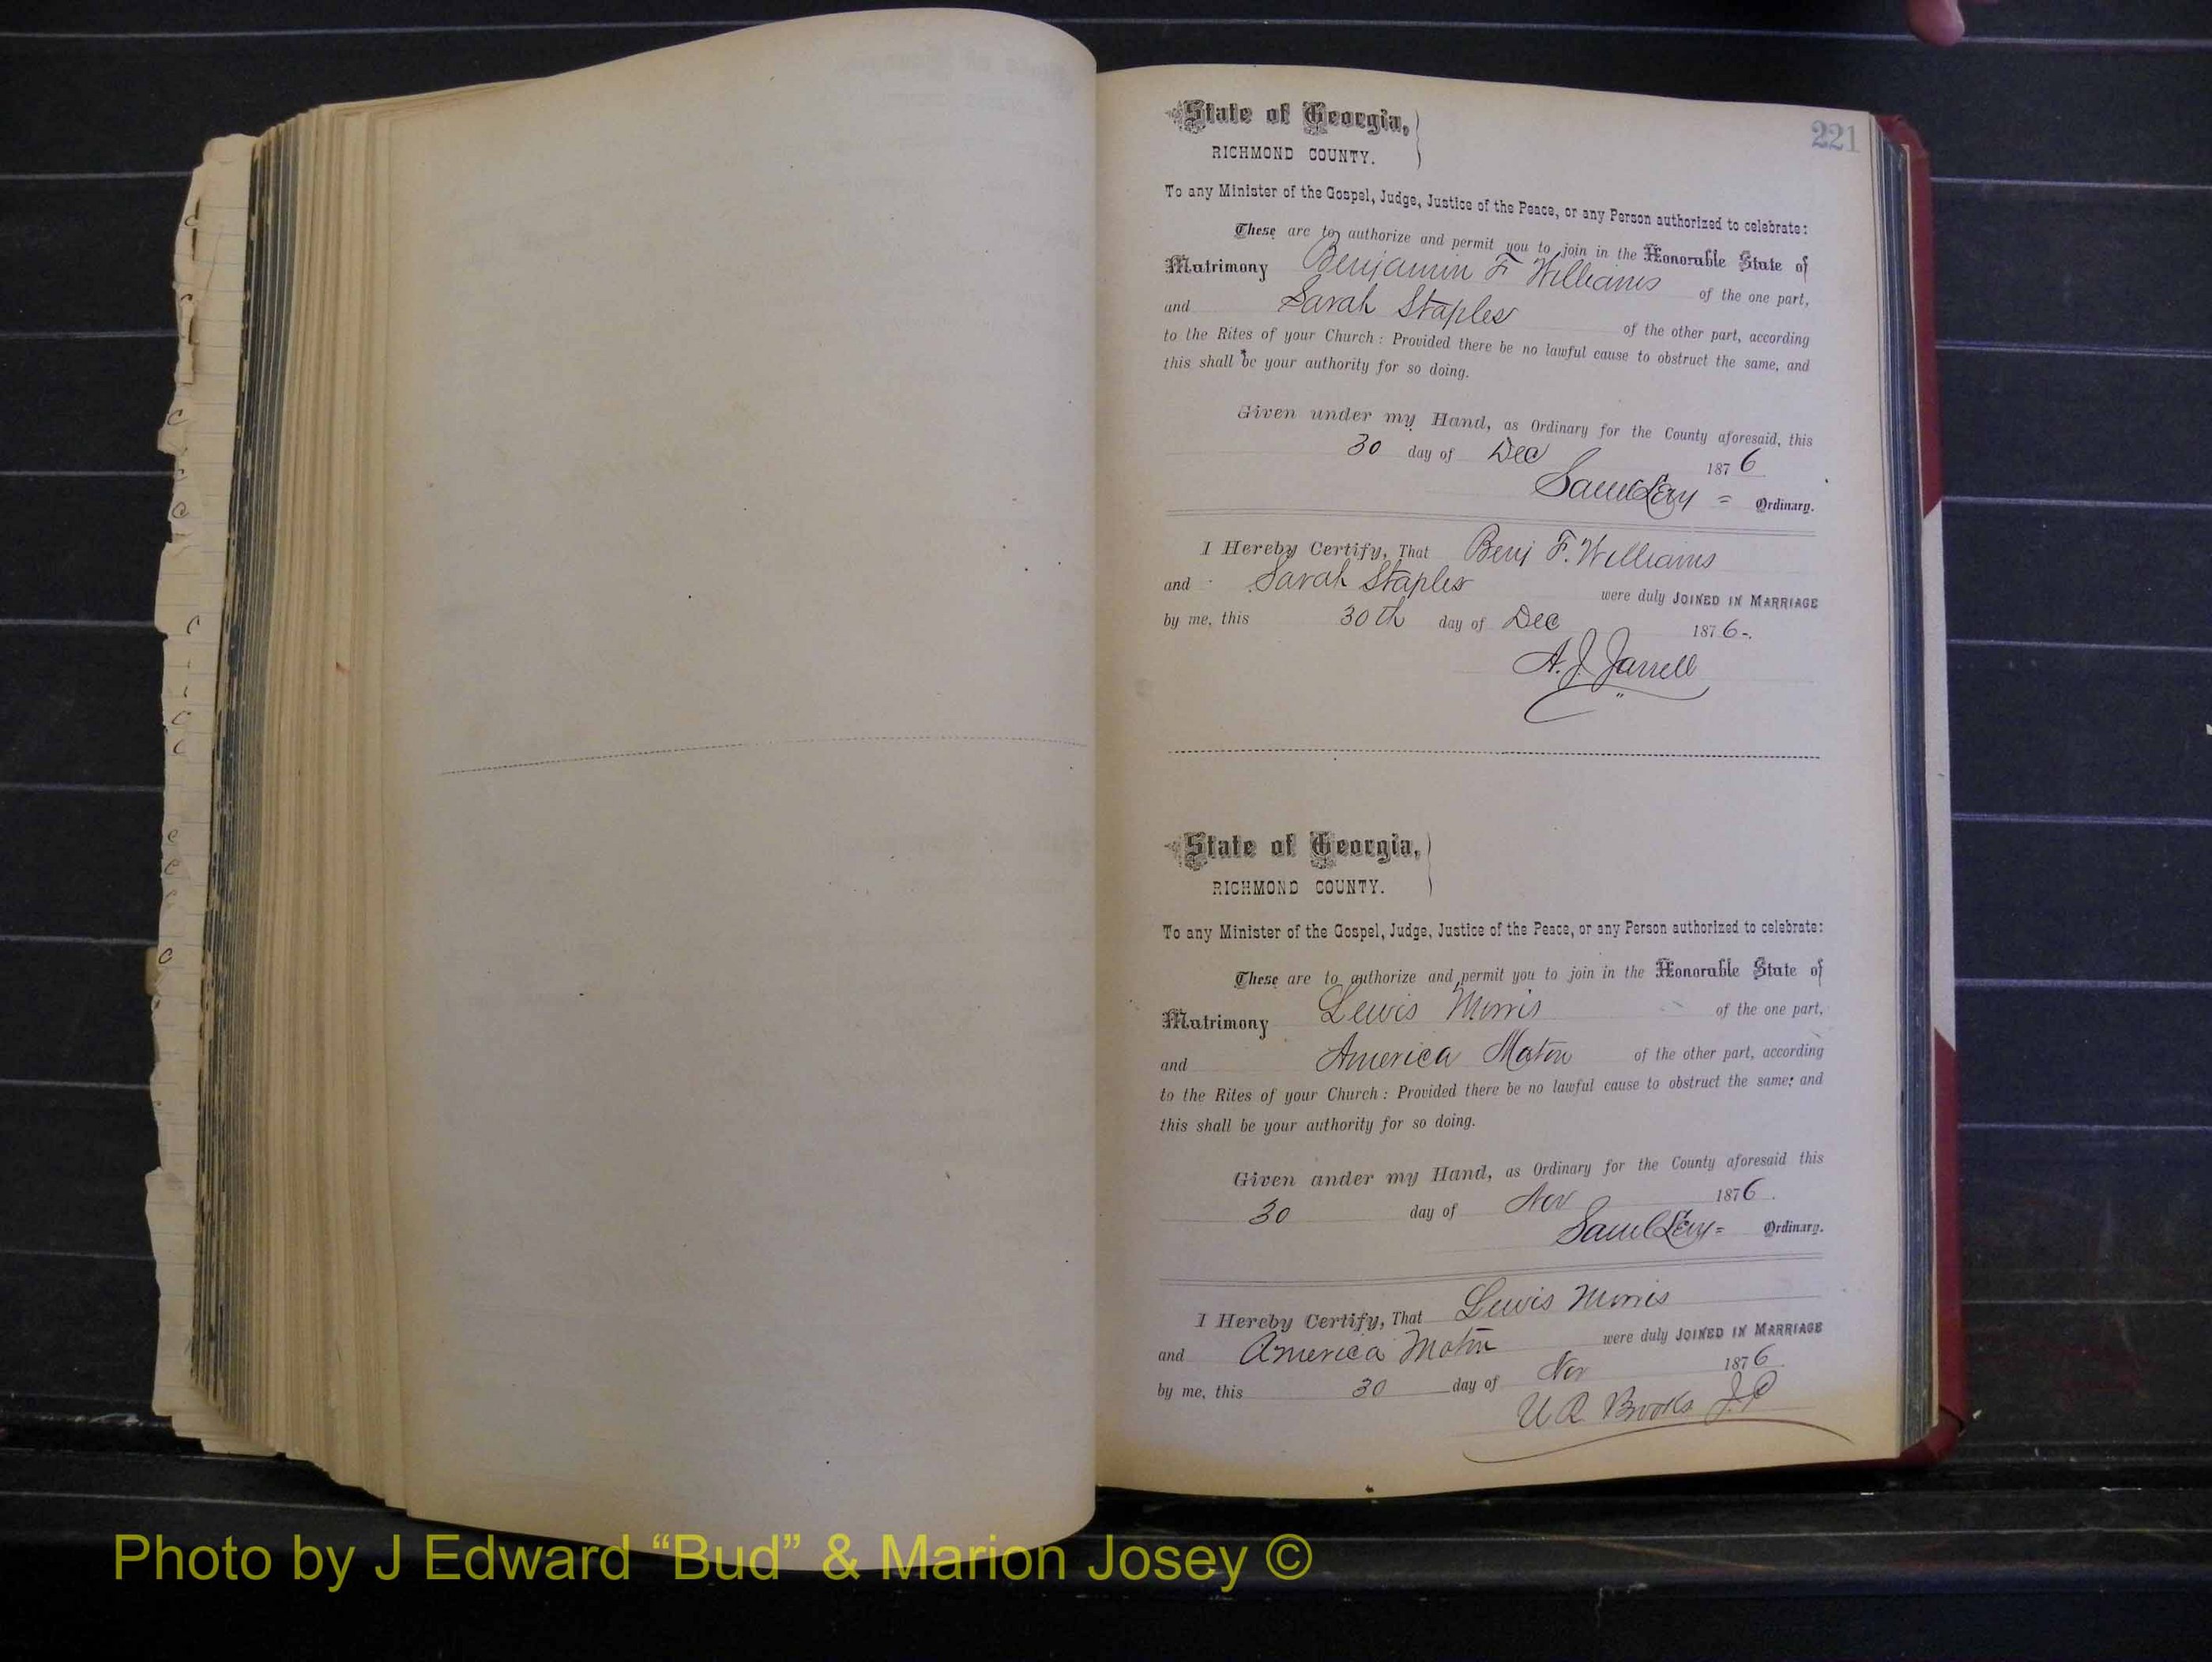 221
State of Georgia,
RICHMOND COUNTY.
To any Minister of the Gospel, Judge, Justice of the Peace, or any Person authorized to celebrate:
These are to authorize and permit you to join in the Honorable State of
Matrimony Benjamin F Williams of the one part,
and Sarah Staples of the other part, according
to the Rites of your Church: Provided there be no lawful cause to obstruct the same, and
this shall be your authority for so doing.
Given under my Hand, as Ordinary for the County aforesaid, this
30 day of Dec 1876
Saml Levy = Ordinary.
I Hereby Certify, That Benj F. Williams
and Sarah Staples were duly JOINED IN MARRIAGE
by me, this 30th day of Dec 1876-.
A. J. Jarrell
State of Georgia,
RICHMOND COUNTY.
To any Minister of the Gospel, Judge, Justice of the Peace, or any Person authorized to celebrate:
These are to authorize and permit you to join in the Honorable State of
Matrimony Lewis Morris of the one part,
and America Moton of the other part, according
to the Rites of your Church: Provided there be no lawful cause to obstruct the same; and
this shall be your authority for so doing.
Given under my Hand, as Ordinary for the County aforesaid this
30 day of Nov 1876.
Saml Levy = Ordinary.
I Hereby Certify, That Lewis Morris
and America Moton were duly JOINED IN MARRIAGE
by me, this 30 day of Nov 1876
Brooks J.P
Photo by J Edward “Bud” & Marion Josey ©